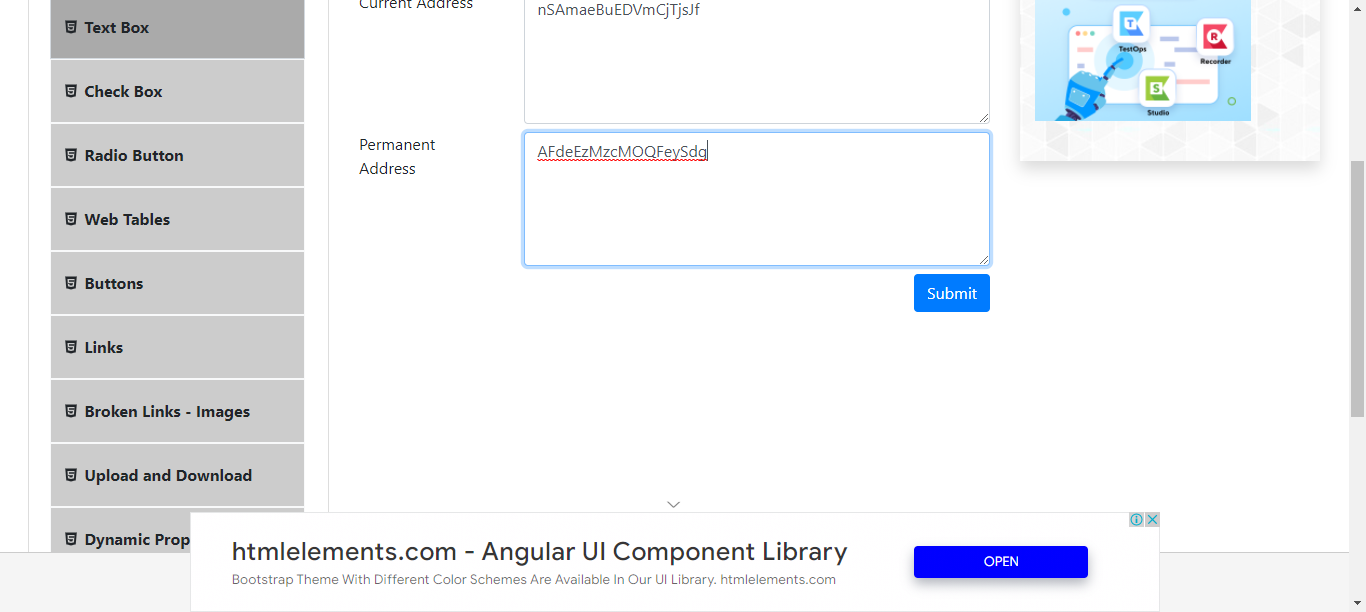 Current Address
nSAmaeBuEDVmCjTjsJf
Text Box
Check Box
Radio Button
Web Tables
Buttons
Links
Broken Links - Images
Upload and Download
Dynamic Prop
Permanent
Address
AFdeEzMzcMOQFeySdg
Submit
TestOps
Recorder
Studio
htmlelements.com - Angular UI Component Library
Bootstrap Theme With Different Color Schemes Are Available In Our UI Library. htmlelements.com
OPEN